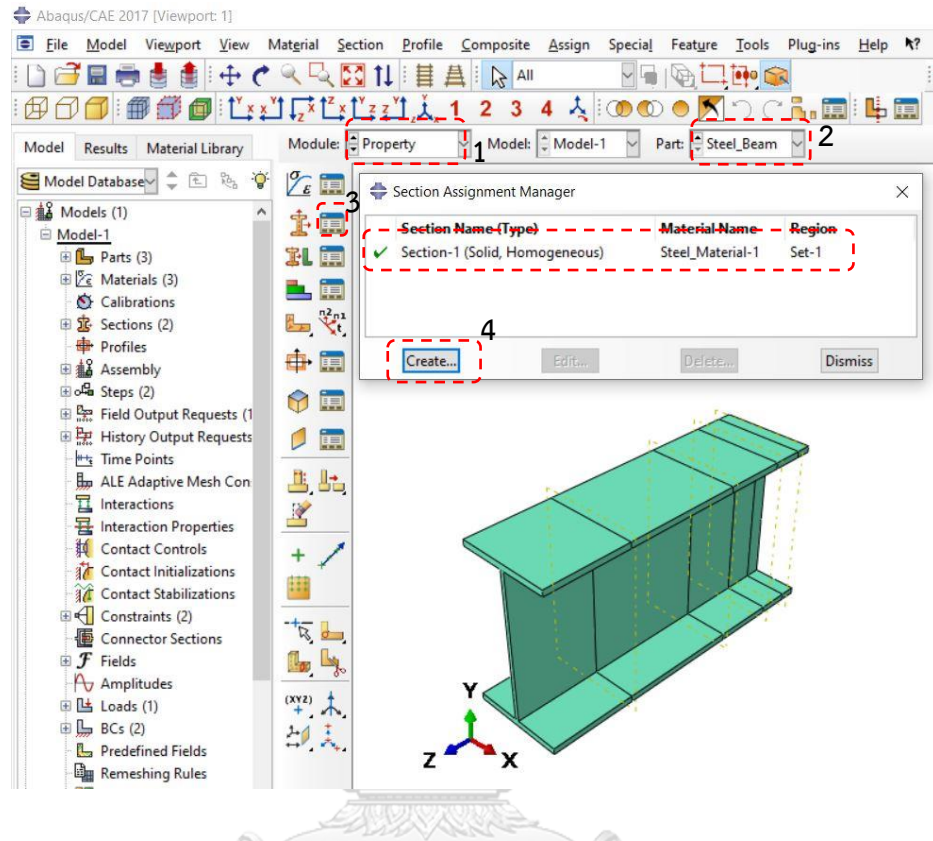 Abaqus/CAE 2017 [Viewport: 1]
File Model Viewport View Material Section Profile Composite Assign Special Feature Tools Plug-ins Help
All
1 2 3 4
Model Results Material Library
Module: Property 1 Model: Model-1 Part: Steel_Beam 2
Model Database
3
Section Assignment Manager
Section Name (Type) Material Name Region
Section-1 (Solid, Homogeneous) Steel_Material-1 Set-1
4
Create... Edit... Delete... Dismiss
Models (1)
Model-1
Parts (3)
Materials (3)
Calibrations
Sections (2)
Profiles
Assembly
Steps (2)
Field Output Requests (1
History Output Requests
Time Points
ALE Adaptive Mesh Con
Interactions
Interaction Properties
Contact Controls
Contact Initializations
Contact Stabilizations
Constraints (2)
Connector Sections
Fields
Amplitudes
Loads (1)
BCs (2)
Predefined Fields
Remeshing Rules
(XYZ)
Y
Z X